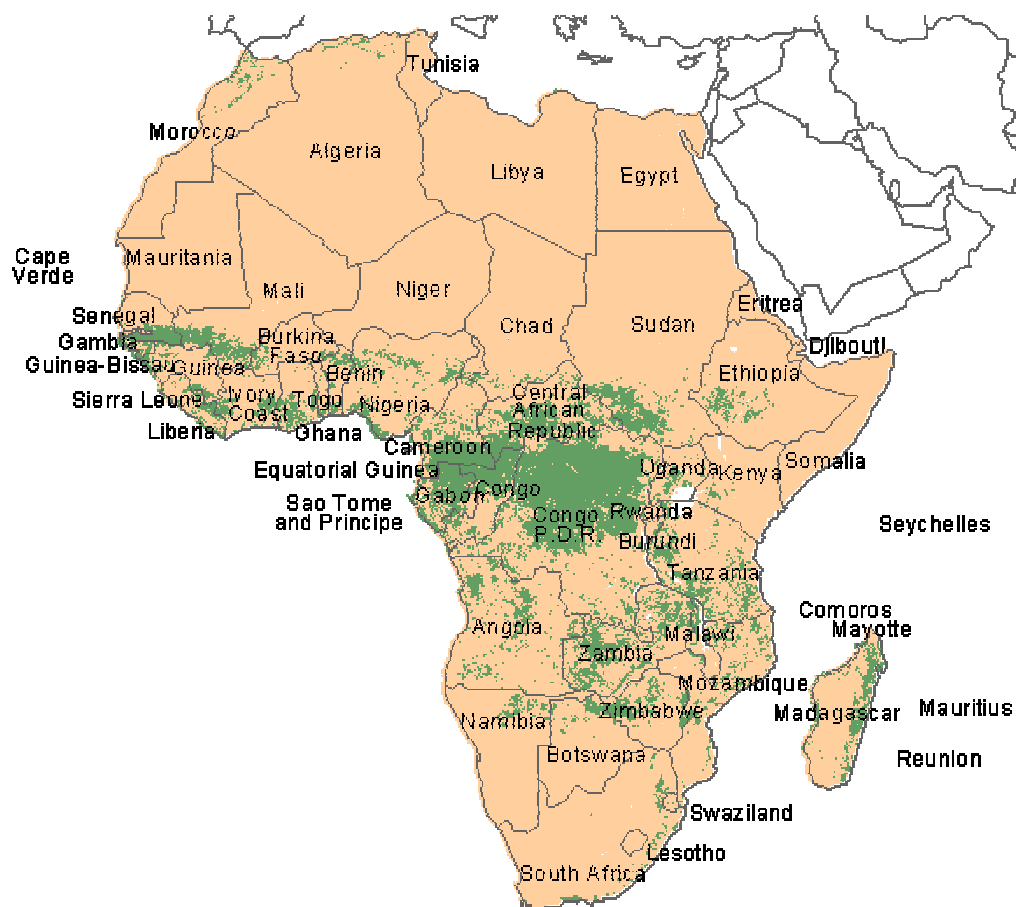 Tunisia
Morocco
Algeria
Libya
Egypt
Cape
Verde
Mauritania
Mali
Niger
Chad
Sudan
Eritrea
Senegal
Gambia
Burkina
Faso
Djibouti
Guinea-Bissau
Guinea
Benin
Ethiopia
Sierra Leone
Ivory
Coast
Togo
Nigeria
Central
African
Republic
Liberia
Ghana
Cameroon
Equatorial Guinea
Uganda
Kenya
Somalia
Gabon
Congo
Sao Tome
and Principe
Congo
P.D.R.
Rwanda
Burundi
Seychelles
Tanzania
Comoros
Mayotte
Angola
Malawi
Zambia
Mozambique
Namibia
Zimbabwe
Madagascar
Mauritius
Botswana
Reunion
Swaziland
Lesotho
South Africa